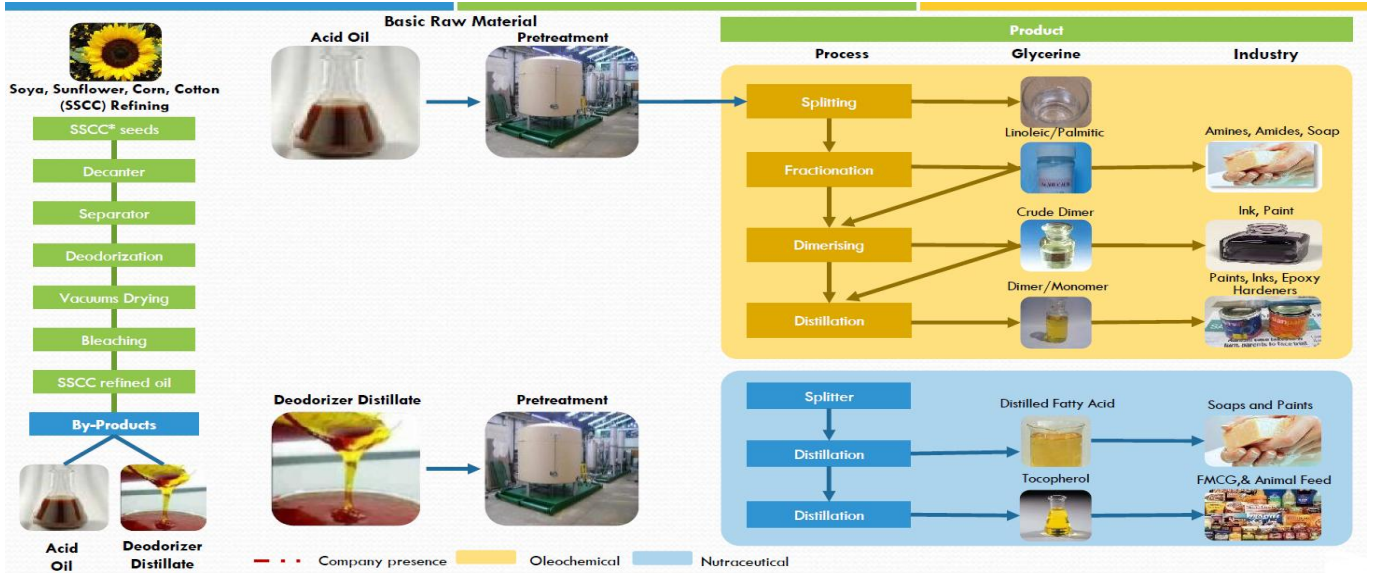 Basic Raw Material
Soya, Sunflower, Corn, Cotton
(SSCC) Refining
SSCC® seeds
Decanter
Separator
Deodorization
Vacuums Drying
Bleaching
SSCC refined oil
By-Products
Acid
Oil
Deodorizer
Distillate
Acid Oil
Pretreatment
Deodorizer Distillate
Pretreatment
Product
Process
Glycerine
Industry
Splitting
Linoleic/Palmitic
Amines, Amides, Soap
Fractionation
Crude Dimer
Ink, Paint
Dimerising
Dimer/Monomer
Paints, Inks, Epoxy
Hardeners
Distillation
Splitter
Distilled Fatty Acid
Soaps and Paints
Distillation
Tocopherol
FMCG,& Animal Feed
Distillation
Company presence
Oleochemical
Nutraceutical